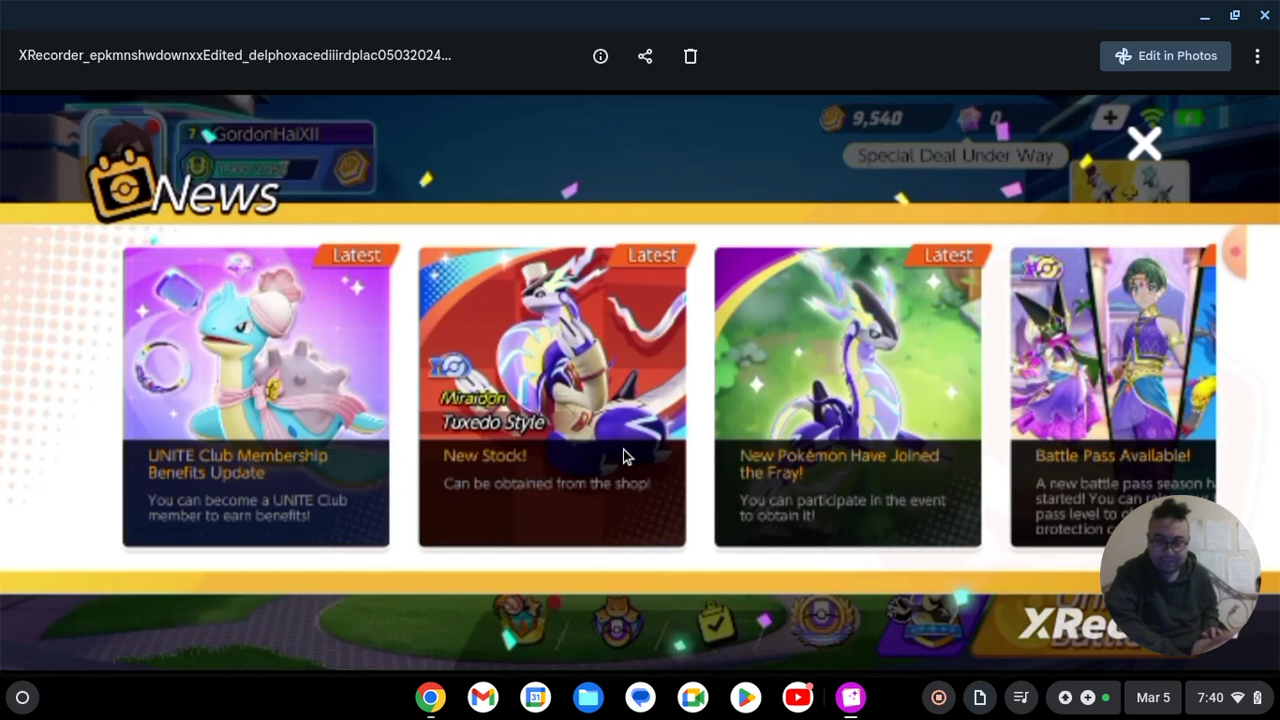 XRecorder_epkmnshwdownxxEdited_delphoxacediiirdplac05032024...
Edit in Photos
7 GordonHaiXII
9,540
0
Special Deal Under Way
News
Latest
Latest
Latest
Miraidon
Tuxedo Style
UNITE Club Membership
Benefits Update
You can become a UNITE Club
member to earn benefits!
New Stock!
Can be obtained from the shop!
New Pokémon Have Joined
the Fray!
You can participate in the event
to obtain it!
Battle Pass Available!
A new battle pass season h
started! You can
pass level to
protection
XRec
31
Mar 5
7:40